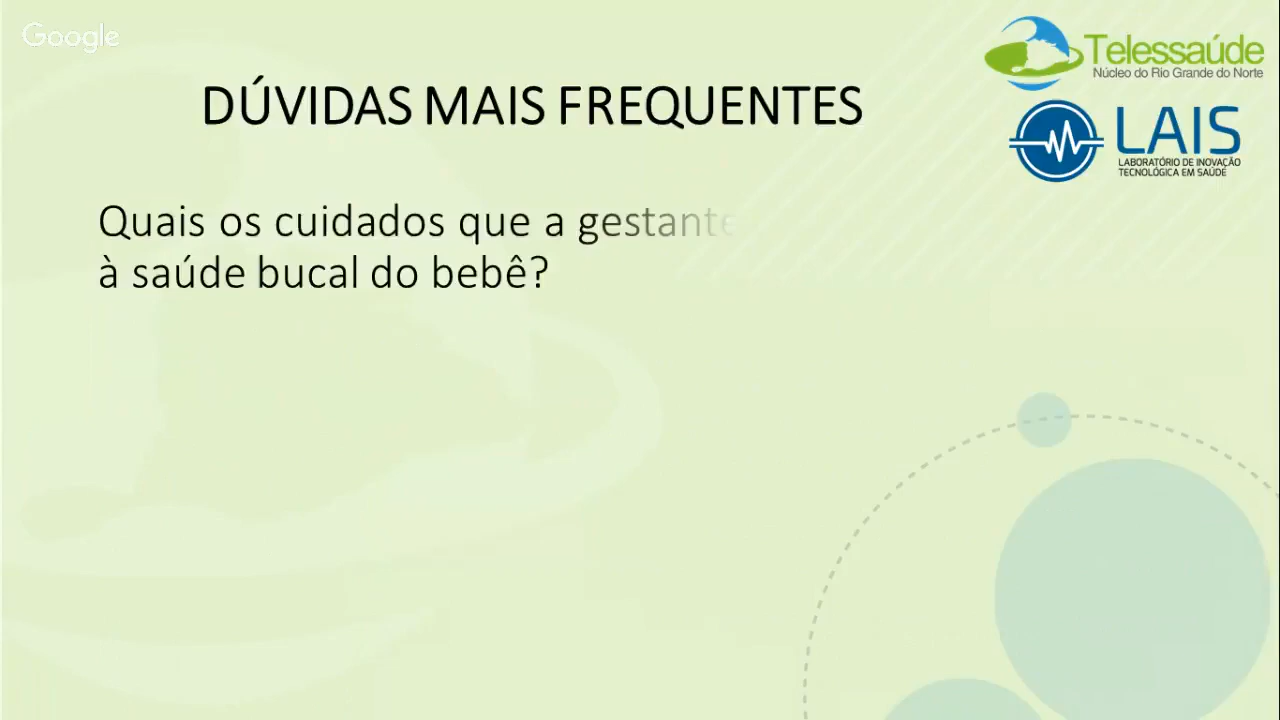 Google
Telessaúde
Núcleo do Rio Grande do Norte
DÚVIDAS MAIS FREQUENTES
LAIS
LABORATÓRIO DE INOVAÇÃO
TECNOLÓGICA EM SAÚDE
Quais os cuidados que a gestante
à saúde bucal do bebê?